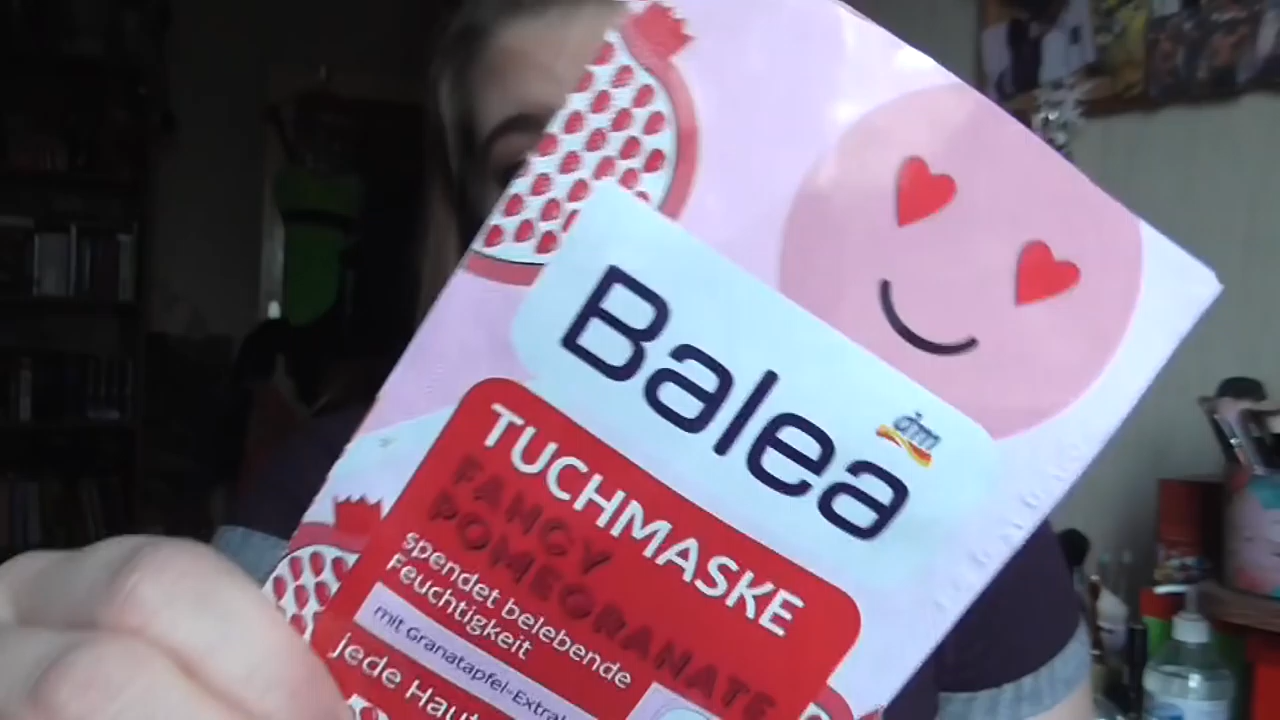 Balea
dm
TUCHMASKE
FANCY
POMEGRANATE
spendet belebende
Feuchtigkeit
mit Granatapfel-Extrakt
jede Haut